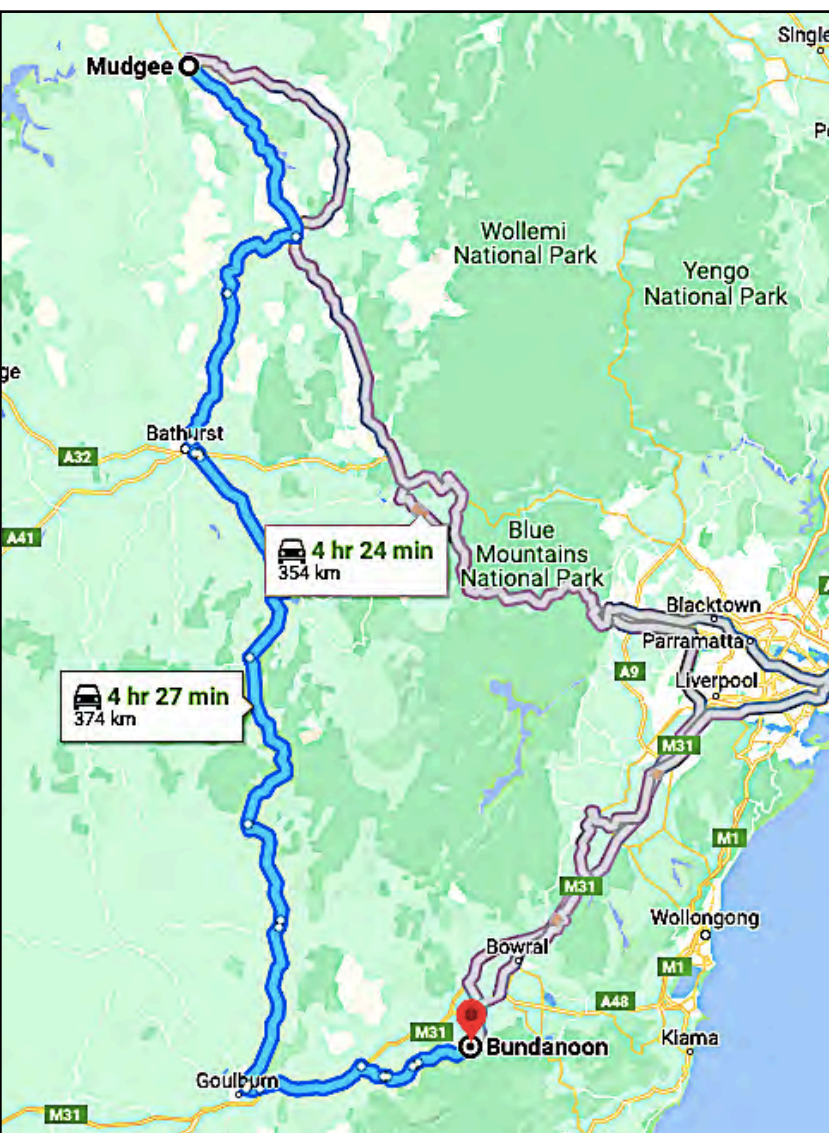 Single
Mudgee
Wollemi
National Park
Yengo
National Park
ge
Bathurst
A32
A41
4 hr 24 min
354 km
Blue
Mountains
National Park
Blacktown
Parramatta
A9
Liverpool
4 hr 27 min
374 km
M31
M1
M31
Wollongong
Bowral
M1
A48
M31
Bundanoon
Kiama
Goulburn
M31